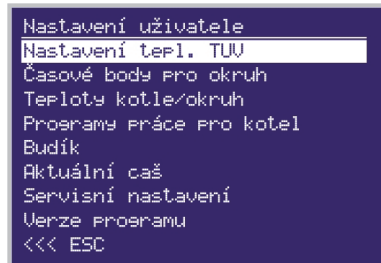 Nastavení uživatele
Nastavení tepl. TUV
Časové body pro okruh
Teploty kotle/okruh
Programy práce pro kotel
Budík
Aktuální caš
Servisní nastavení
Verze programu
<<< ESC